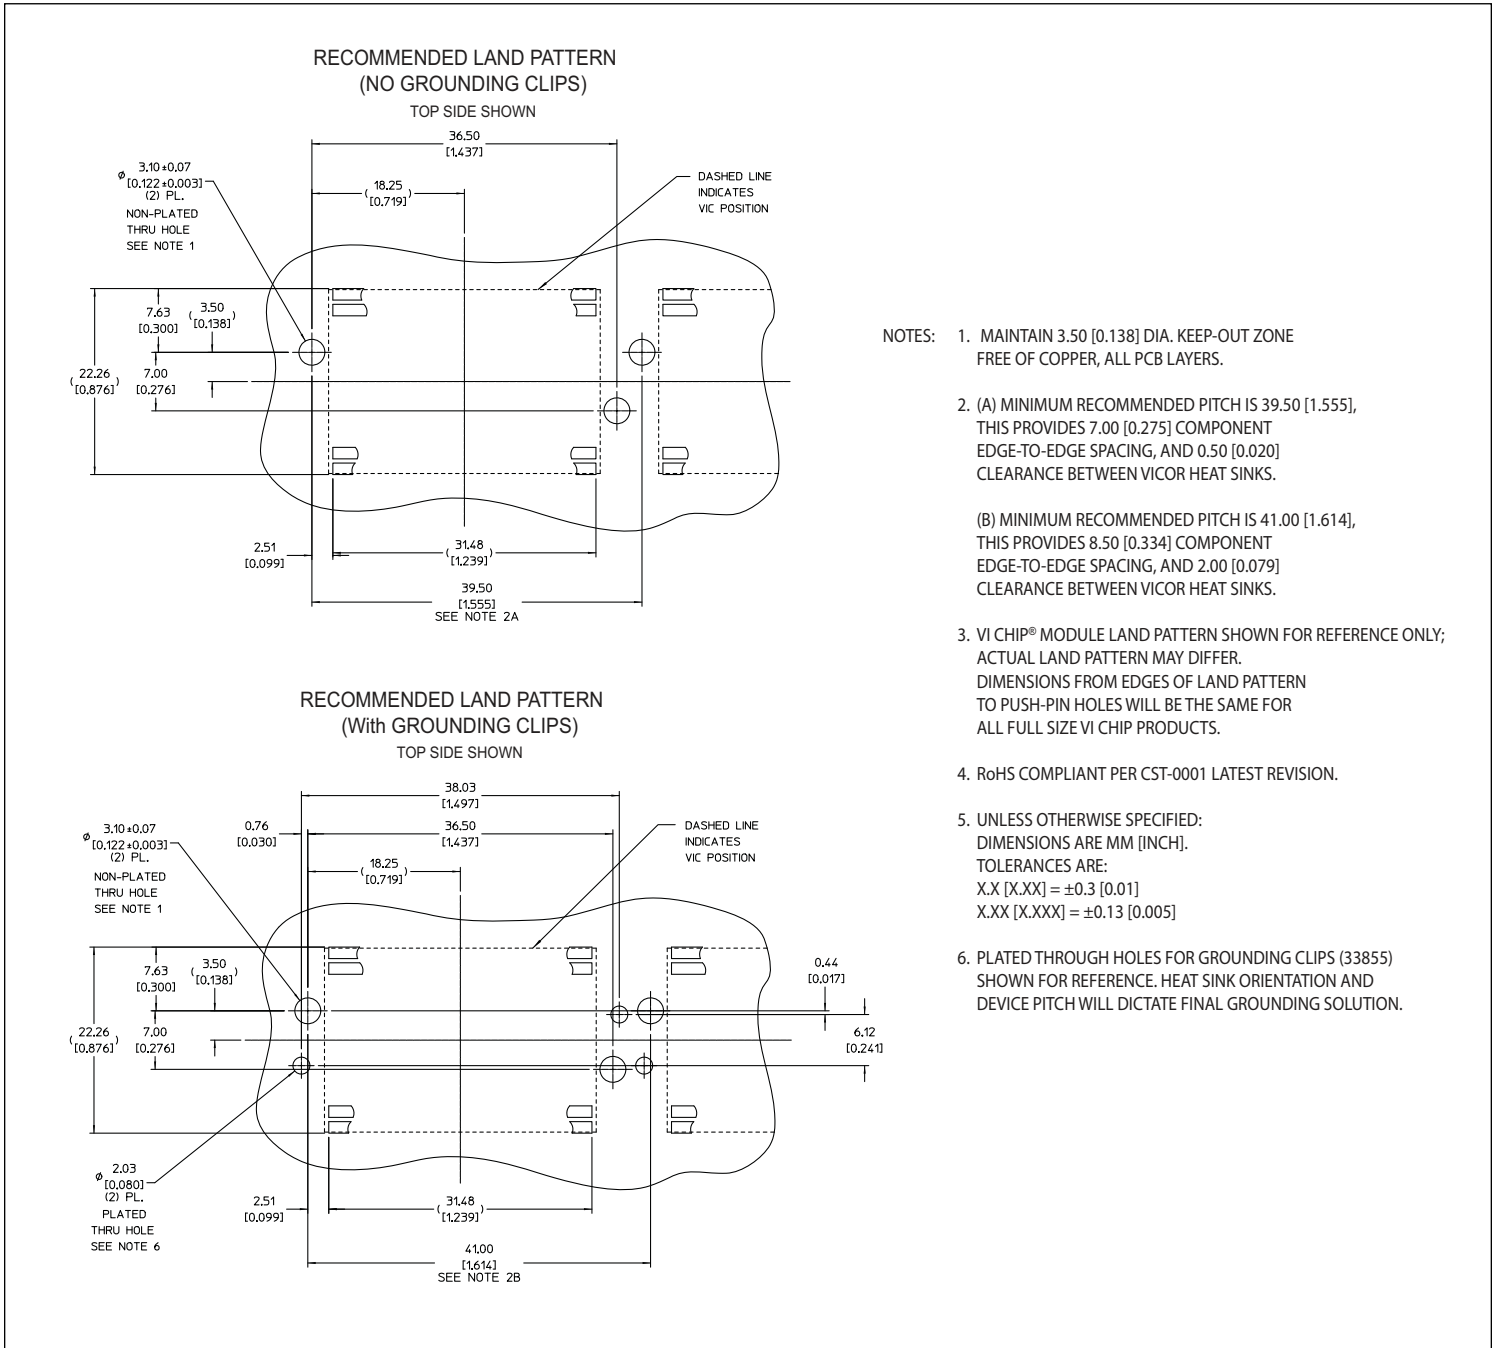 RECOMMENDED LAND PATTERN
(NO GROUNDING CLIPS)
TOP SIDE SHOWN
36.50
[1.437]
ø 3.10±0.07
[0.122±0.003]
(2) PL.
NON-PLATED
THRU HOLE
SEE NOTE 1
(18.25)
[0.719]
DASHED LINE
INDICATES
VIC POSITION
7.63
[0.300]
(3.50)
[0.138]
(22.26)
[0.876]
7.00
[0.276]
2.51
[0.099]
(31.48)
[1.239]
39.50
[1.555]
SEE NOTE 2A
RECOMMENDED LAND PATTERN
(With GROUNDING CLIPS)
TOP SIDE SHOWN
38.03
[1.497]
0.76
[0.030]
36.50
[1.437]
ø 3.10±0.07
[0.122±0.003]
(2) PL.
NON-PLATED
THRU HOLE
SEE NOTE 1
(18.25)
[0.719]
DASHED LINE
INDICATES
VIC POSITION
7.63
[0.300]
(3.50)
[0.138]
0.44
[0.017]
(22.26)
[0.876]
7.00
[0.276]
6.12
[0.241]
ø 2.03
[0.080]
(2) PL.
PLATED
THRU HOLE
SEE NOTE 6
2.51
[0.099]
(31.48)
[1.239]
41.00
[1.614]
SEE NOTE 2B
NOTES: 1. MAINTAIN 3.50 [0.138] DIA. KEEP-OUT ZONE
FREE OF COPPER, ALL PCB LAYERS.
2. (A) MINIMUM RECOMMENDED PITCH IS 39.50 [1.555],
THIS PROVIDES 7.00 [0.275] COMPONENT
EDGE-TO-EDGE SPACING, AND 0.50 [0.020]
CLEARANCE BETWEEN VICOR HEAT SINKS.
(B) MINIMUM RECOMMENDED PITCH IS 41.00 [1.614],
THIS PROVIDES 8.50 [0.334] COMPONENT
EDGE-TO-EDGE SPACING, AND 2.00 [0.079]
CLEARANCE BETWEEN VICOR HEAT SINKS.
3. VI CHIP® MODULE LAND PATTERN SHOWN FOR REFERENCE ONLY;
ACTUAL LAND PATTERN MAY DIFFER.
DIMENSIONS FROM EDGES OF LAND PATTERN
TO PUSH-PIN HOLES WILL BE THE SAME FOR
ALL FULL SIZE VI CHIP PRODUCTS.
4. RoHS COMPLIANT PER CST-0001 LATEST REVISION.
5. UNLESS OTHERWISE SPECIFIED:
DIMENSIONS ARE MM [INCH].
TOLERANCES ARE:
X.X [X.XX] = ±0.3 [0.01]
X.XX [X.XXX] = ±0.13 [0.005]
6. PLATED THROUGH HOLES FOR GROUNDING CLIPS (33855)
SHOWN FOR REFERENCE. HEAT SINK ORIENTATION AND
DEVICE PITCH WILL DICTATE FINAL GROUNDING SOLUTION.